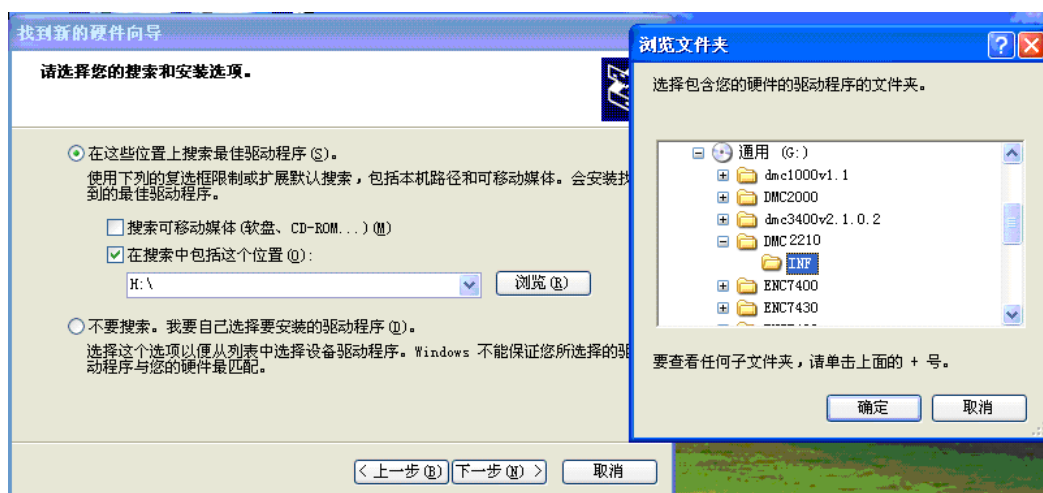 找到新的硬件向导
请选择您的搜索和安装选项。
在这些位置上搜索最佳驱动程序(S)。
使用下列的复选框限制或扩展默认搜索，包括本机路径和可移动媒体。会安装找
到的最佳驱动程序。
搜索可移动媒体(软盘、CD-ROM...)(M)
在搜索中包括这个位置(O):
H:\
浏览(R)
不要搜索。我要自己选择要安装的驱动程序(D)。
选择这个选项以便从列表中选择设备驱动程序。Windows 不能保证您所选择的驱
动程序与您的硬件最匹配。
< 上一步(B)
下一步(N) >
取消
浏览文件夹
选择包含您的硬件的驱动程序的文件夹。
通用 (G:)
dmc1000v1.1
DMC2000
dmc3400v2.1.0.2
DMC2210
INF
ENC7400
ENC7430
要查看任何子文件夹，请单击上面的 + 号。
确定
取消